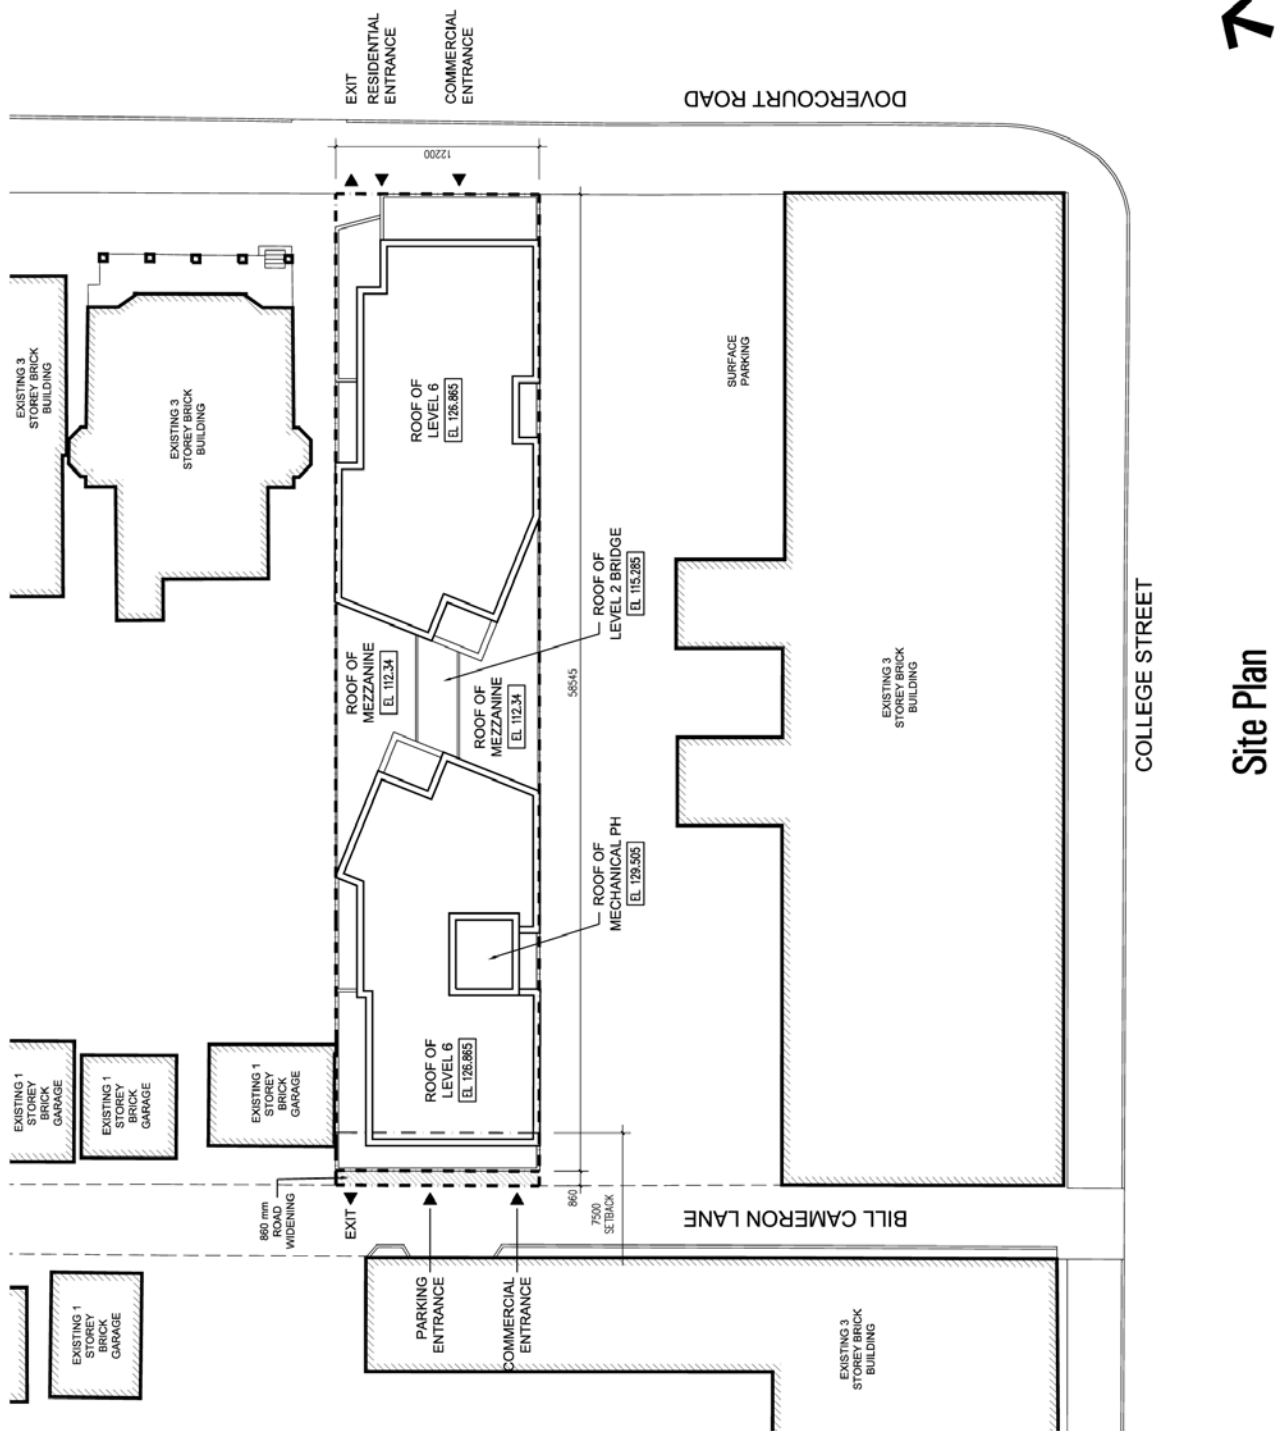 EXIT
RESIDENTIAL
ENTRANCE
COMMERCIAL
ENTRANCE
DOVERCOURT ROAD
12200
EXISTING 3
STOREY BRICK
BUILDING
EXISTING 3
STOREY BRICK
BUILDING
ROOF OF
LEVEL 6
EL 126.865
SURFACE
PARKING
ROOF OF
LEVEL 2 BRIDGE
EL 115.285
ROOF OF
MEZZANINE
EL 112.34
ROOF OF
MEZZANINE
EL 112.34
58545
EXISTING 3
STOREY BRICK
BUILDING
COLLEGE STREET
Site Plan
ROOF OF
MECHANICAL PH
EL 129.505
ROOF OF
LEVEL 6
EL 126.865
EXISTING 1
STOREY
BRICK
GARAGE
EXISTING 1
STOREY
BRICK
GARAGE
EXISTING 1
STOREY
BRICK
GARAGE
860 mm
ROAD
WIDENING
EXIT
860
7500
SETBACK
BILL CAMERON LANE
PARKING
ENTRANCE
COMMERCIAL
ENTRANCE
EXISTING 1
STOREY
BRICK
GARAGE
EXISTING 3
STOREY BRICK
BUILDING